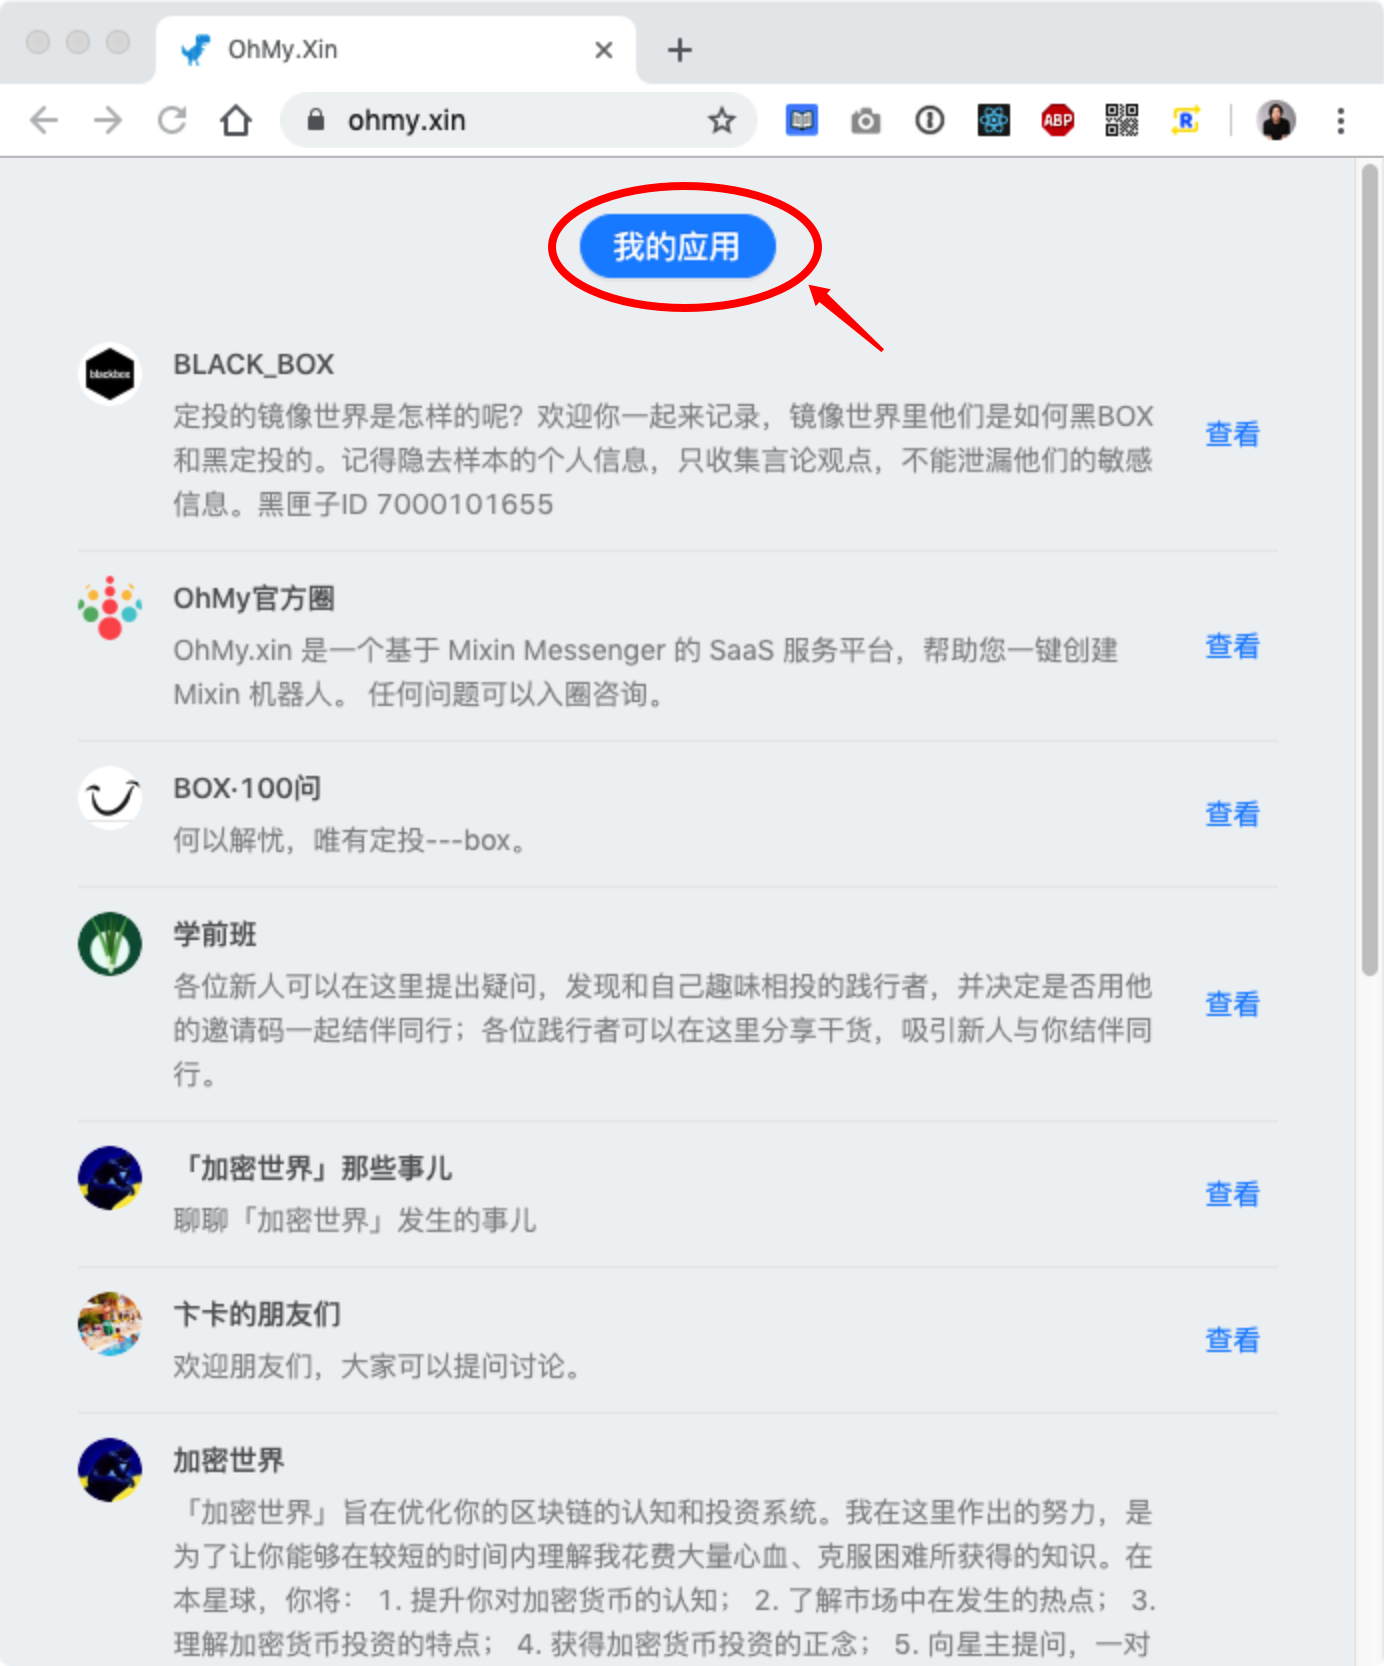 OhMy.Xin
ohmy.xin
ABP
R
我的应用
blackbox
BLACK_BOX
定投的镜像世界是怎样的呢？欢迎你一起来记录，镜像世界里他们是如何黑BOX
和黑定投的。记得隐去样本的个人信息，只收集言论观点，不能泄漏他们的敏感
信息。黑匣子ID 7000101655
查看
OhMy官方圈
OhMy.xin 是一个基于 Mixin Messenger 的 SaaS 服务平台，帮助您一键创建
Mixin 机器人。 任何问题可以入圈咨询。
查看
BOX·100问
何以解忧，唯有定投---box。
查看
学前班
各位新人可以在这里提出疑问，发现和自己趣味相投的践行者，并决定是否用他
的邀请码一起结伴同行；各位践行者可以在这里分享干货，吸引新人与你结伴同
行。
查看
「加密世界」那些事儿
聊聊「加密世界」发生的事儿
查看
卞卡的朋友们
欢迎朋友们，大家可以提问讨论。
查看
加密世界
「加密世界」旨在优化你的区块链的认知和投资系统。我在这里作出的努力，是
为了让你能够在较短的时间内理解我花费大量心血、克服困难所获得的知识。在
本星球，你将： 1. 提升你对加密货币的认知； 2. 了解市场中在发生的热点； 3.
理解加密货币投资的特点； 4. 获得加密货币投资的正念； 5. 向星主提问，一对